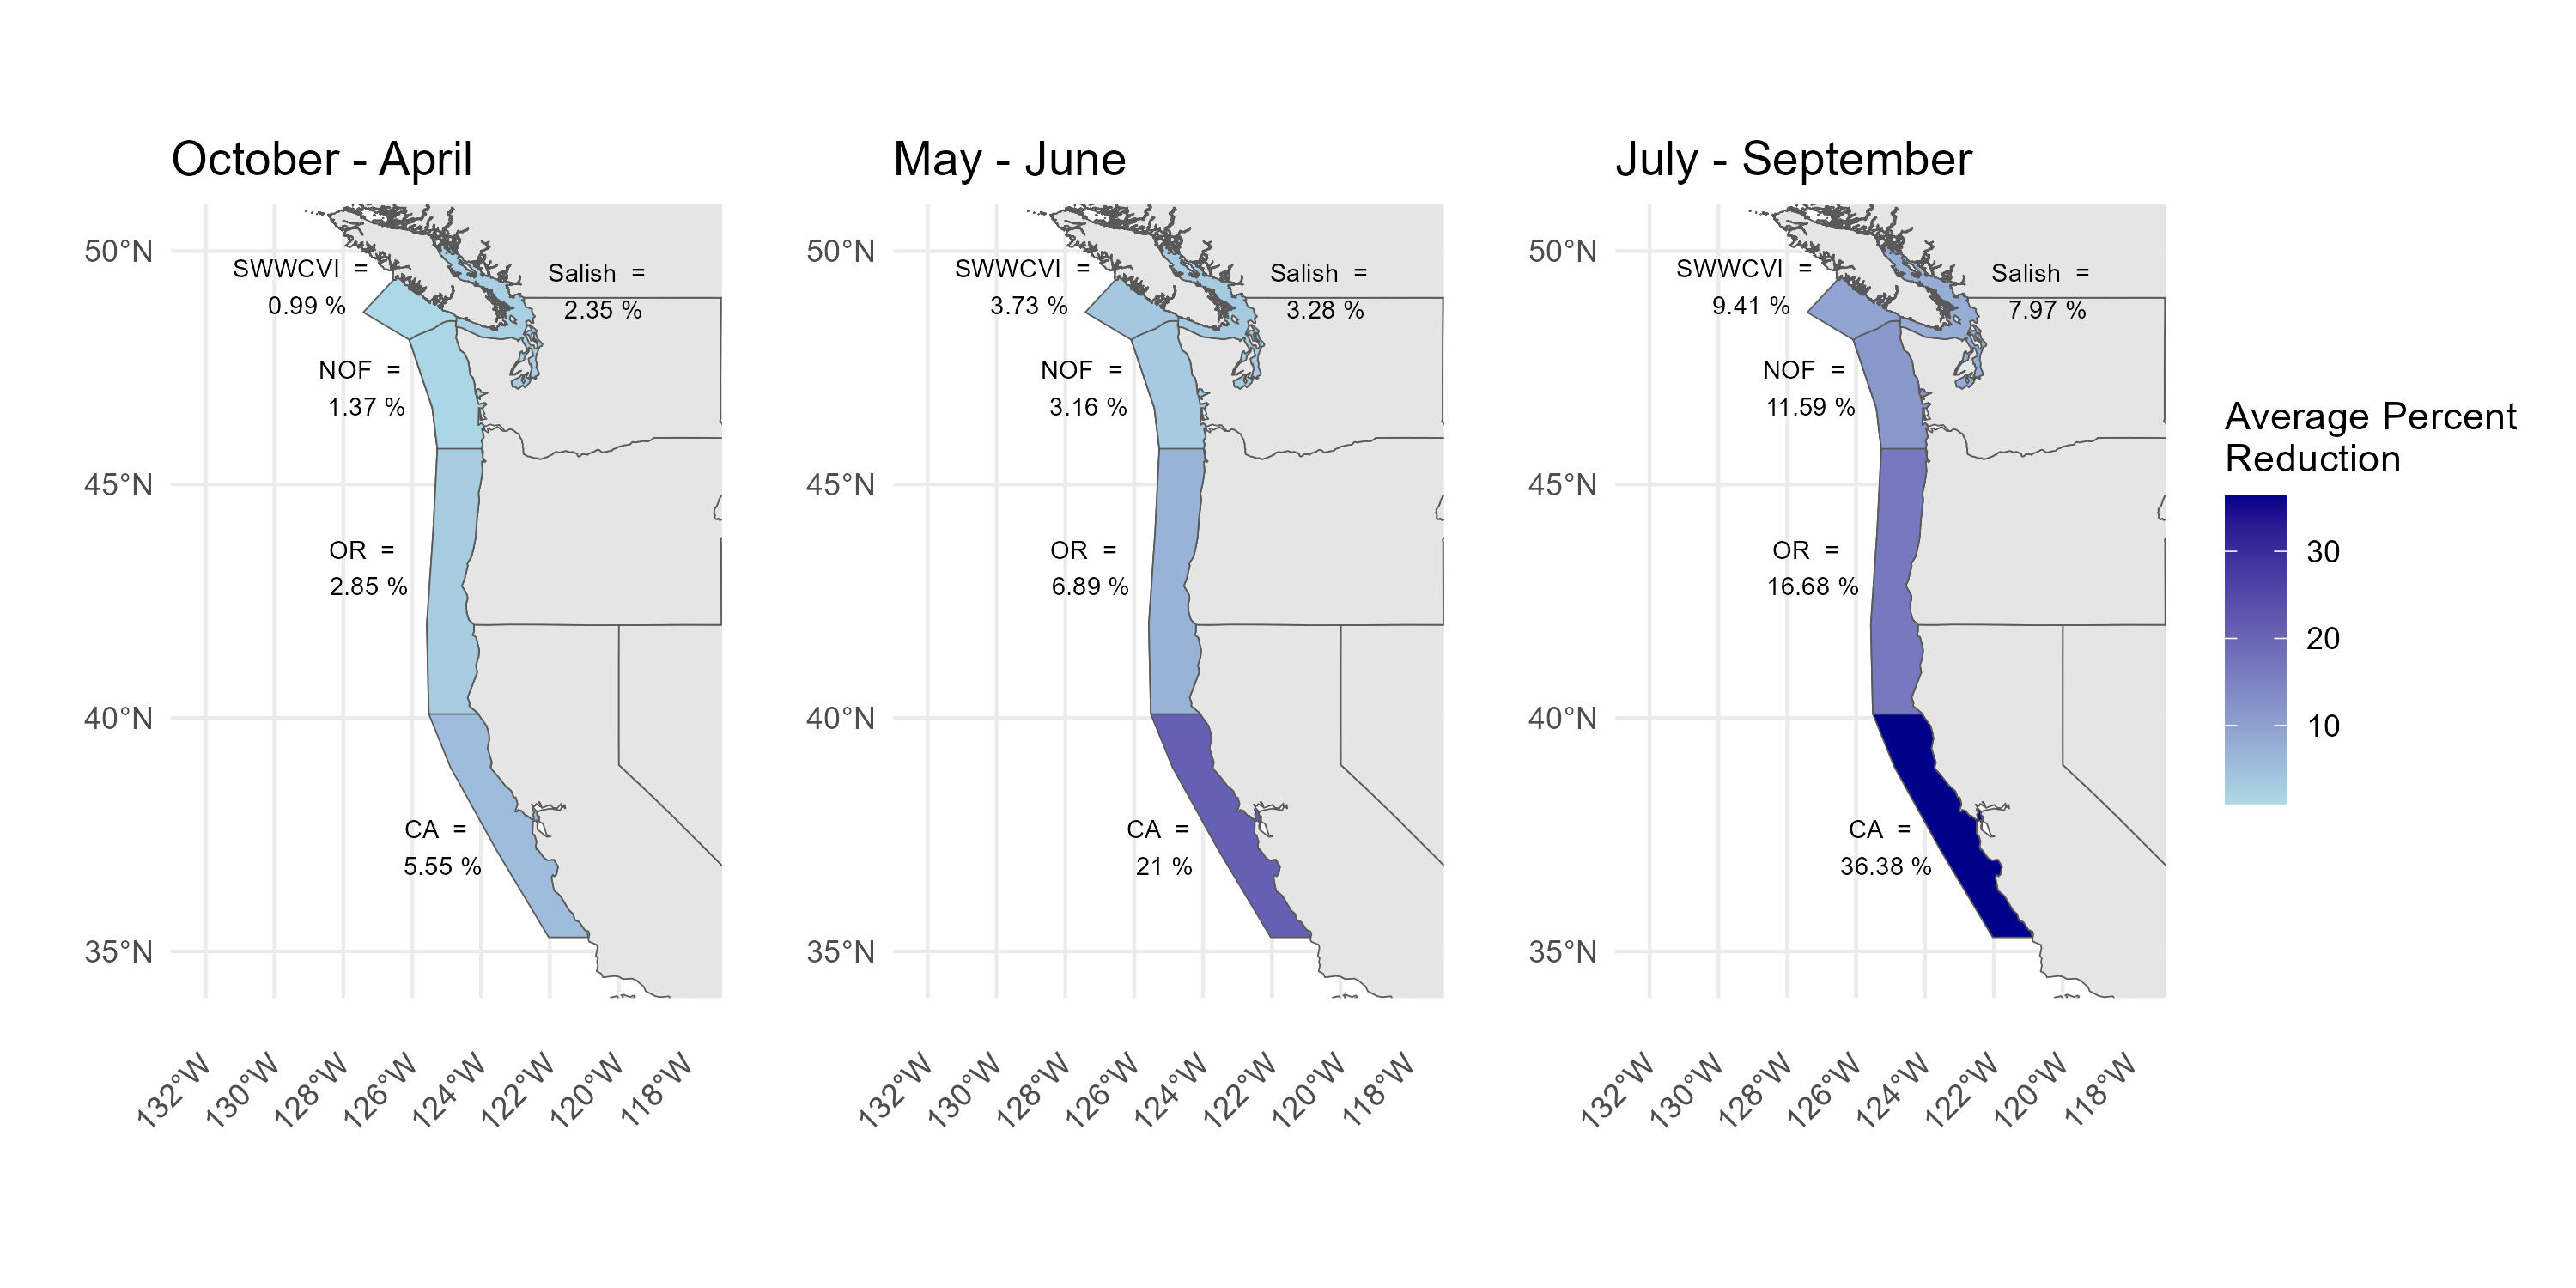 October - April
50°N
45°N
40°N
35°N
SWWCVI =
0.99 %
Salish =
2.35 %
NOF =
1.37 %
OR =
2.85 %
CA =
5.55 %
132°W
130°W
128°W
126°W
124°W
122°W
120°W
118°W
May - June
50°N
45°N
40°N
35°N
SWWCVI =
3.73 %
Salish =
3.28 %
NOF =
3.16 %
OR =
6.89 %
CA =
21 %
132°W
130°W
128°W
126°W
124°W
122°W
120°W
118°W
July - September
50°N
45°N
40°N
35°N
SWWCVI =
9.41 %
Salish =
7.97 %
NOF =
11.59 %
OR =
16.68 %
CA =
36.38 %
132°W
130°W
128°W
126°W
124°W
122°W
120°W
118°W
Average Percent
Reduction
30
20
10